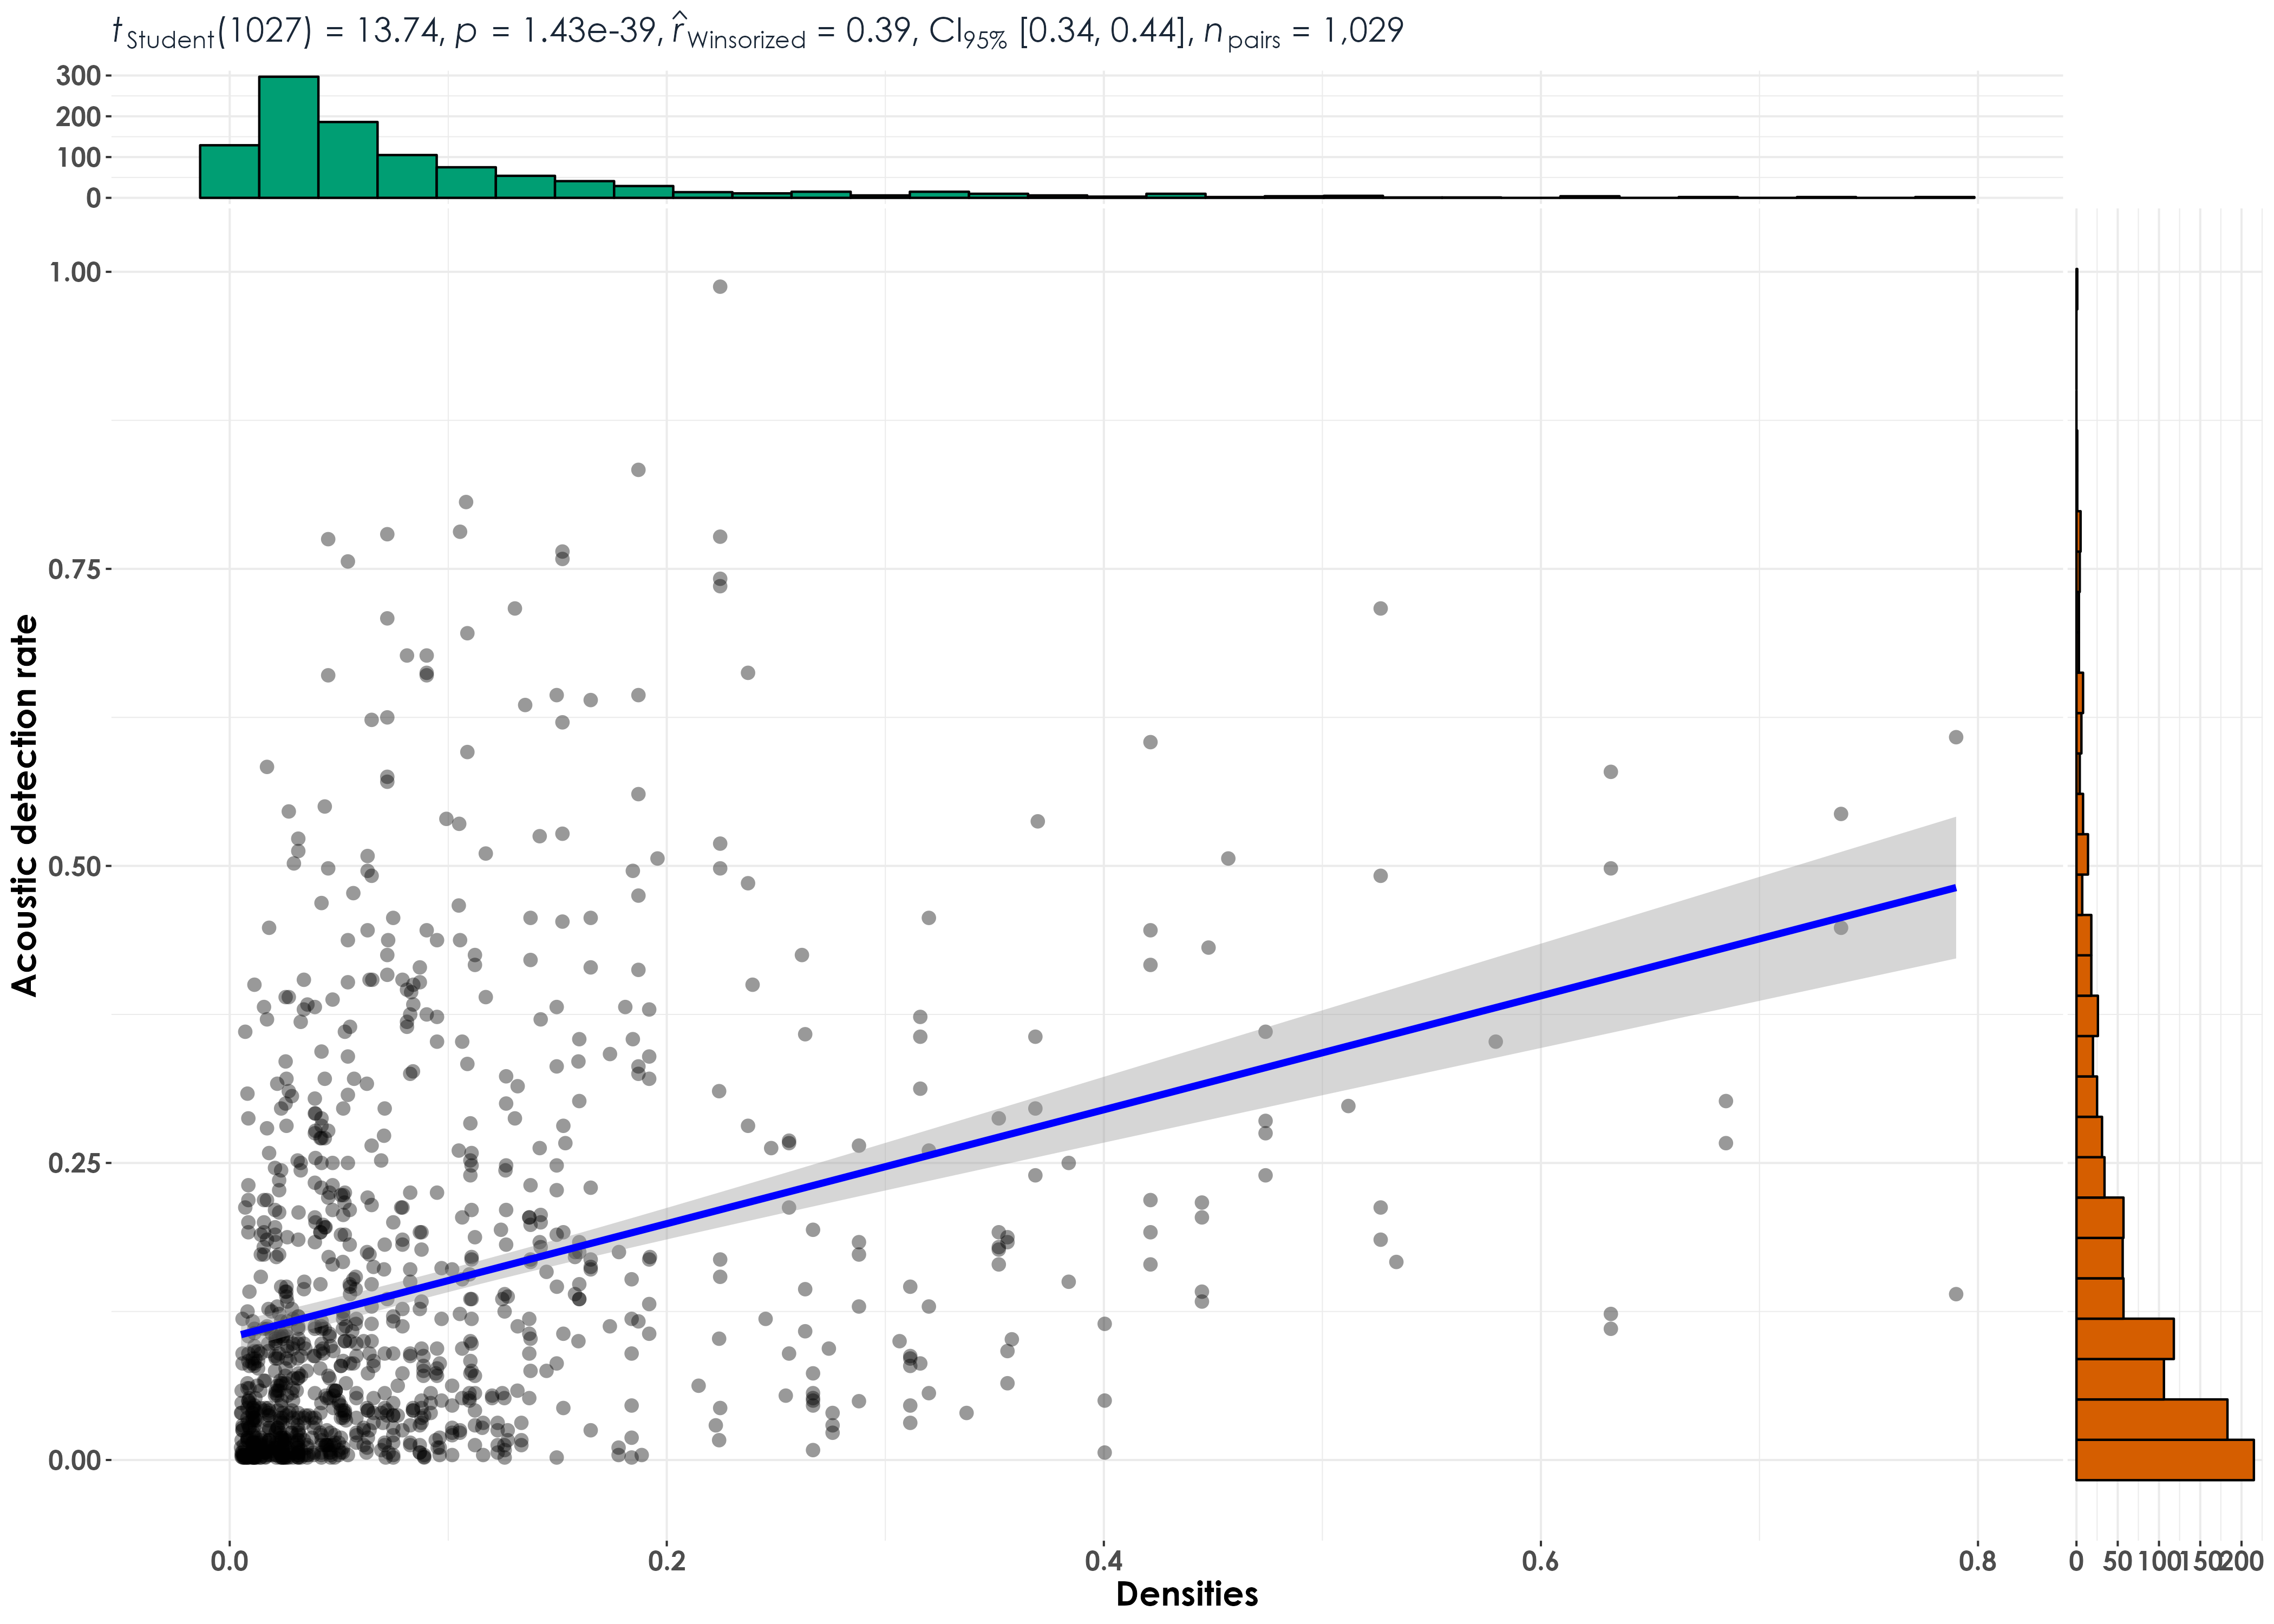 t Student(1027) = 13.74, p = 1.43e-39, r̂ Winsorized = 0.39, CI95% [0.34, 0.44], n pairs = 1,029
300
200
100
0
1.00
0.75
0.50
0.25
0.00
Acoustic detection rate
0.0 0.2 0.4 0.6 0.8
0 50 100 150 200
Densities